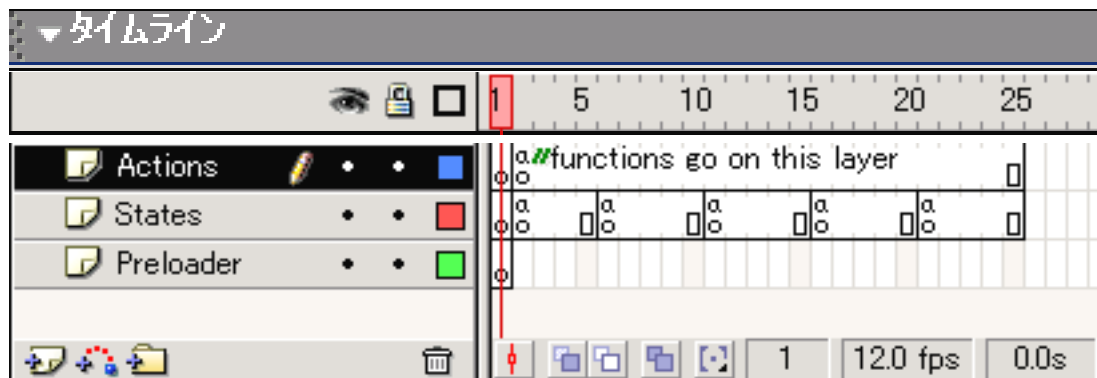 タイムライン
1 5 10 15 20 25
Actions a //functions go on this layer
States a a a a a
Preloader
1 12.0 fps 0.0s